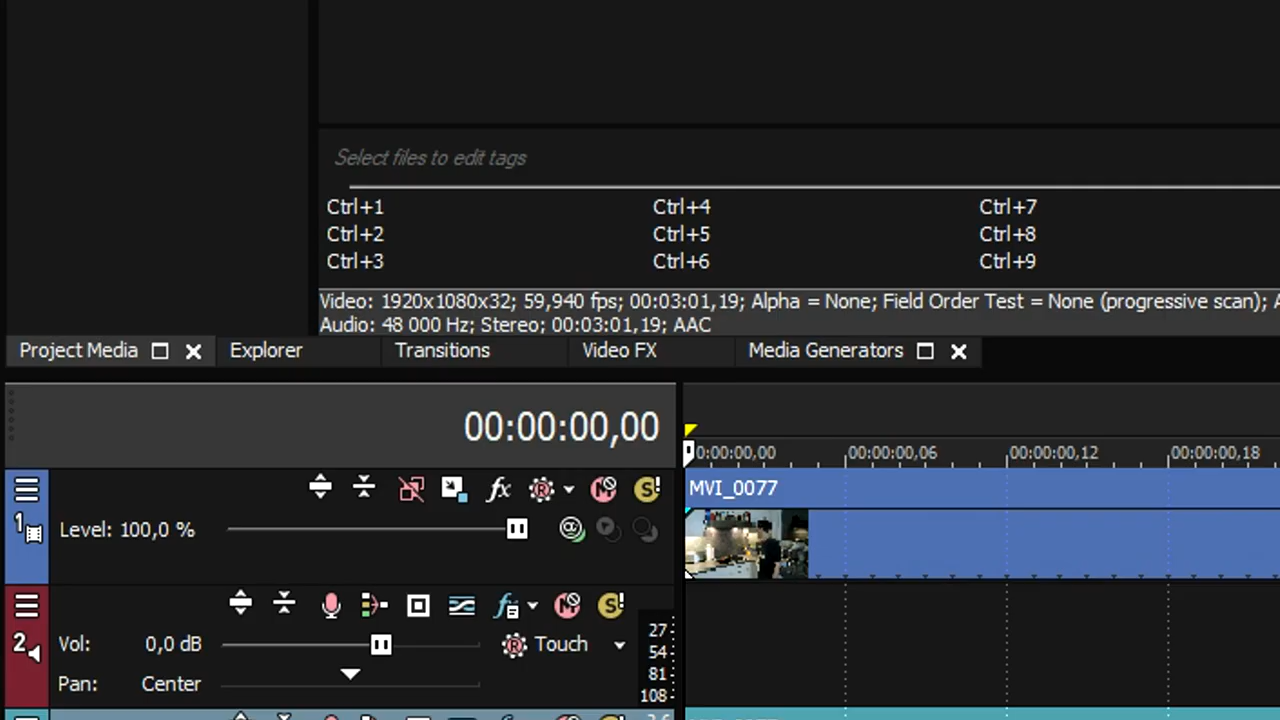 Select files to edit tags
Ctrl+1 Ctrl+4 Ctrl+7
Ctrl+2 Ctrl+5 Ctrl+8
Ctrl+3 Ctrl+6 Ctrl+9
Video: 1920x1080x32; 59,940 fps; 00:03:01,19; Alpha = None; Field Order Test = None (progressive scan);
Audio: 48 000 Hz; Stereo; 00:03:01,19; AAC
Project Media Explorer Transitions Video FX Media Generators
00:00:00,00
0:00:00,00 00:00:00,06 00:00:00,12 00:00:00,18
MVI_0077
1
Level: 100,0 %
2
Vol: 0,0 dB Touch
Pan: Center
27
54
81
108